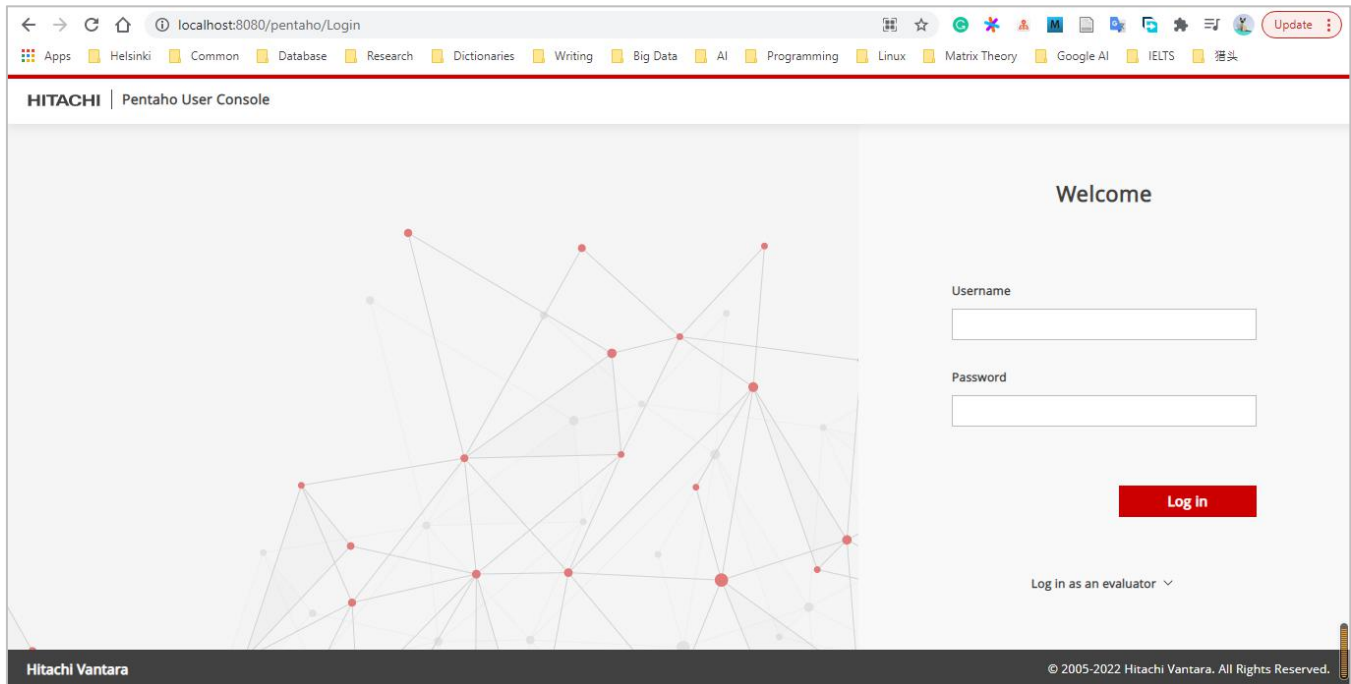 localhost:8080/pentaho/Login
Update
Apps Helsinki Common Database Research Dictionaries Writing Big Data AI Programming Linux Matrix Theory Google AI IELTS 猎头
HITACHI Pentaho User Console
Welcome
Username
Password
Log in
Log in as an evaluator
Hitachi Vantara © 2005-2022 Hitachi Vantara. All Rights Reserved.